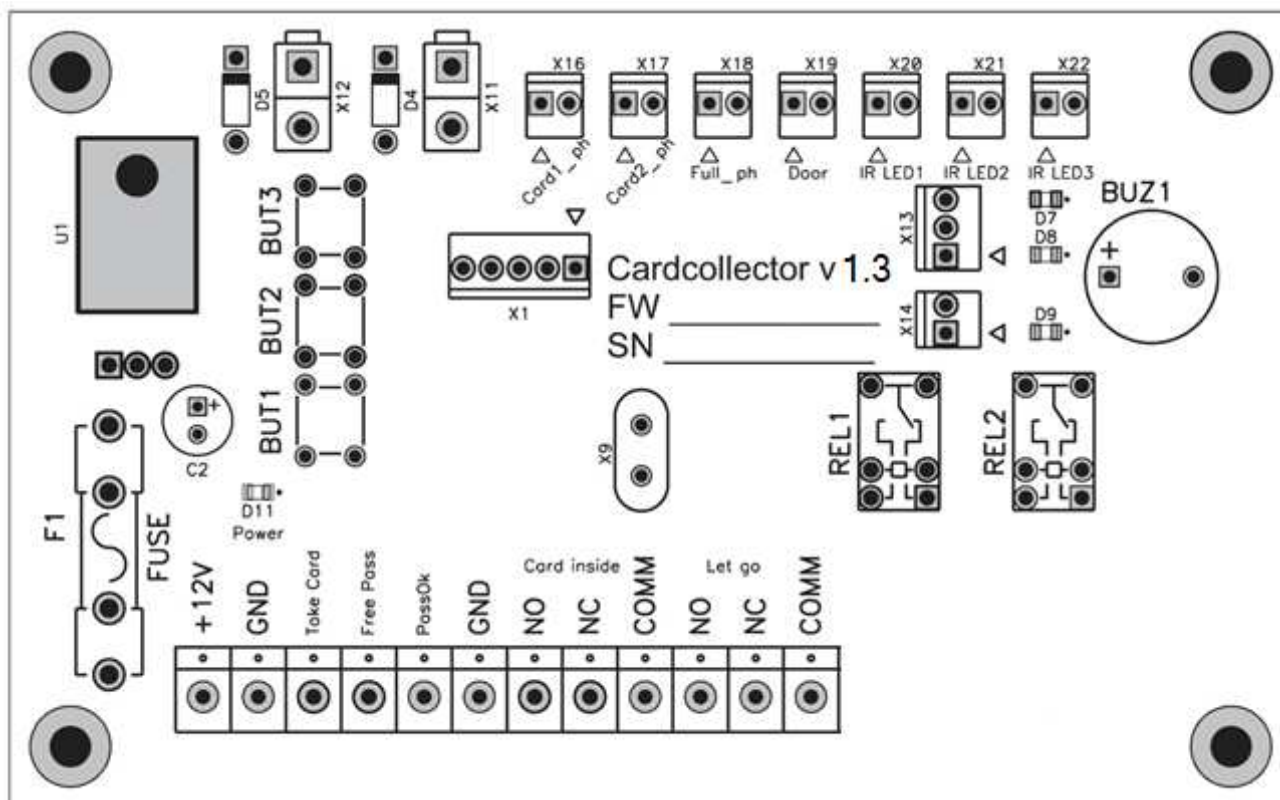 X16 X17 X18 X19 X20 X21 X22
D5 X12 D4 X11
Card1_ph Card2_ph Full_ph Door IR LED1 IR LED2 IR LED3
U1
BUT3
X13
D7
BUZ1
D8
+
Cardcollector v 1.3
X1
BUT2
FW
X14
D9
SN
BUT1
+
C2
X9
REL1
REL2
F1
FUSE
D11
Power
Card inside Let go
+12V GND Take Card Free Pass PassOk GND NO NC COMM NO NC COMM